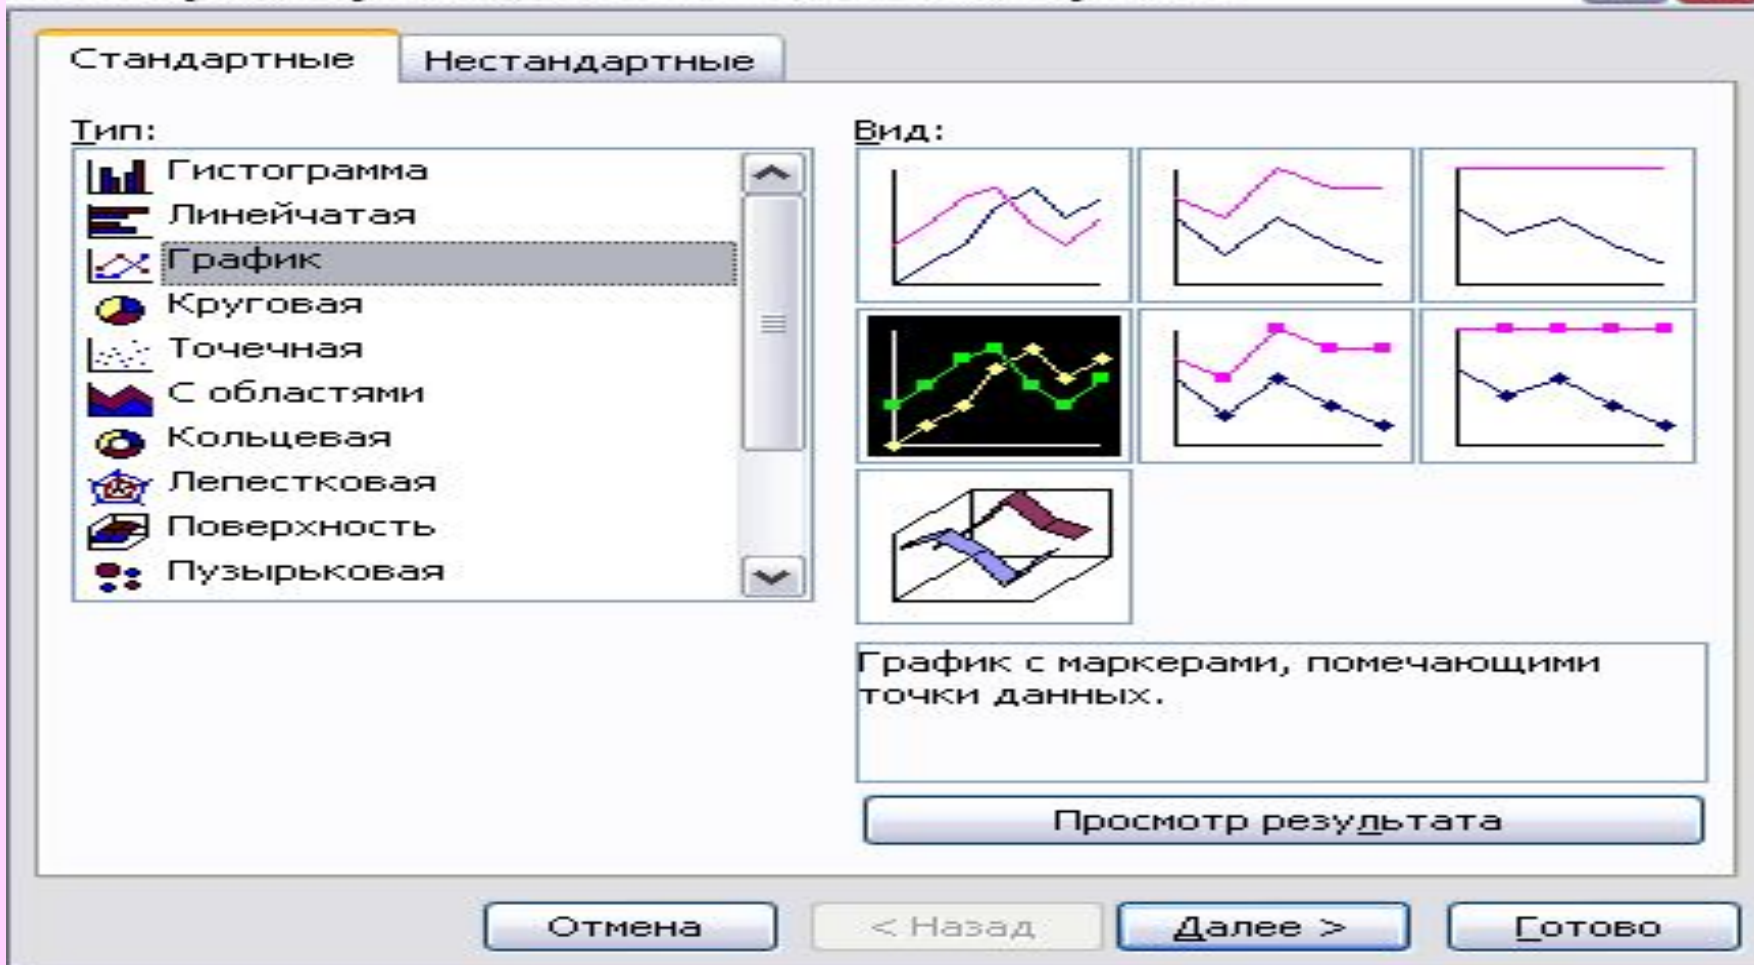 Стандартные
Нестандартные
Тип:
Гистограмма
Линейчатая
График
Круговая
Точечная
С областями
Кольцевая
Лепестковая
Поверхность
Пузырьковая
Вид:
График с маркерами, помечающими
точки данных.
Просмотр результата
Отмена
< Назад
Далее >
Готово